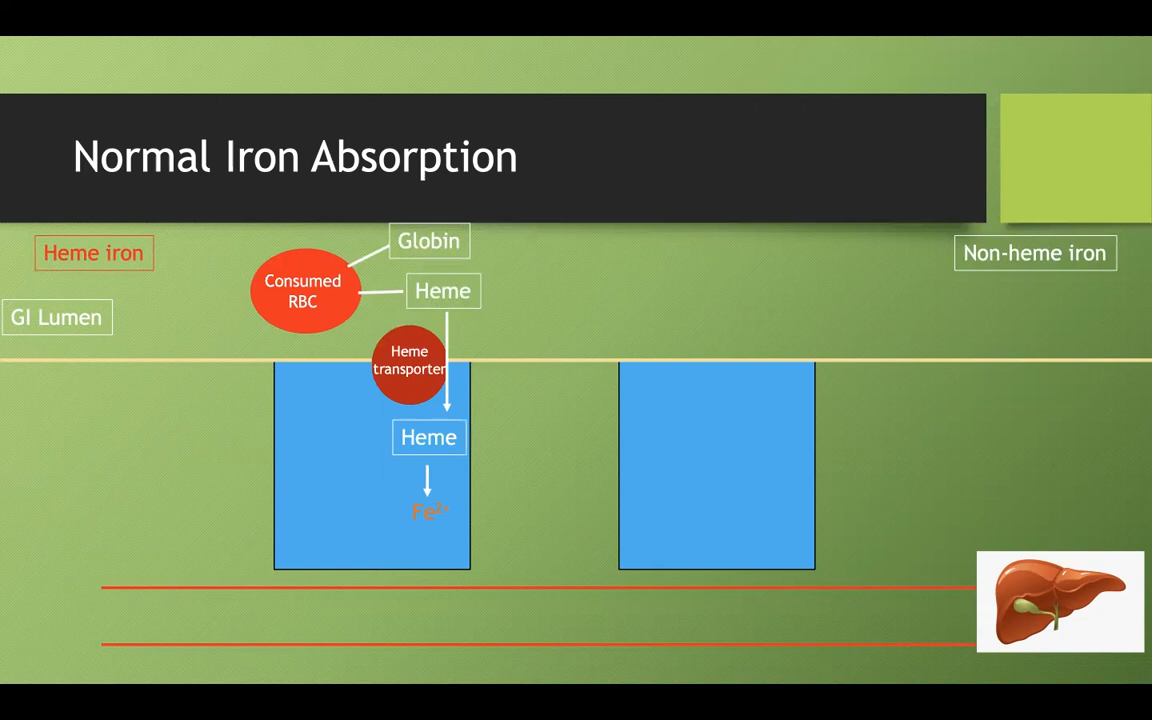 Normal Iron Absorption
Heme iron
Globin
Non-heme iron
Consumed
RBC
Heme
GI Lumen
Heme
transporter
Heme
Fe²⁺